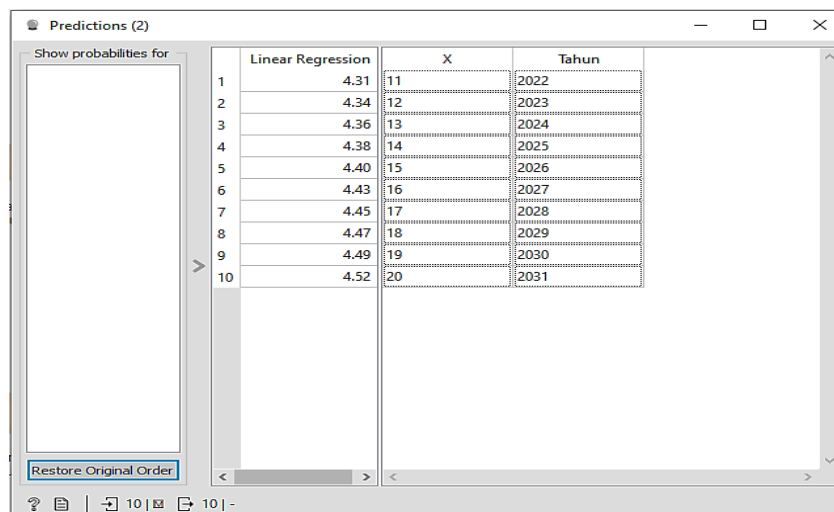 Predictions (2)
Show probabilities for
Linear Regression X Tahun
1 4.31 11 2022
2 4.34 12 2023
3 4.36 13 2024
4 4.38 14 2025
5 4.40 15 2026
6 4.43 16 2027
7 4.45 17 2028
8 4.47 18 2029
9 4.49 19 2030
10 4.52 20 2031
Restore Original Order
? 10 | 10 | -